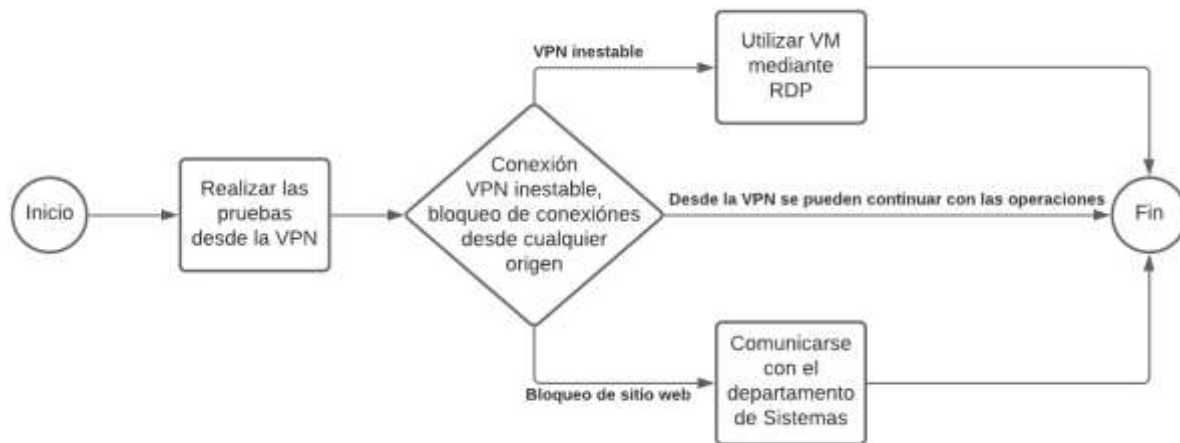 Inicio
Realizar las
pruebas
desde la VPN
Conexión
VPN inestable,
bloqueo de conexiónes
desde cualquier
origen
VPN inestable
Utilizar VM
mediante
RDP
Desde la VPN se pueden continuar con las operaciones
Bloqueo de sitio web
Comunicarse
con el
departamento
de Sistemas
Fin